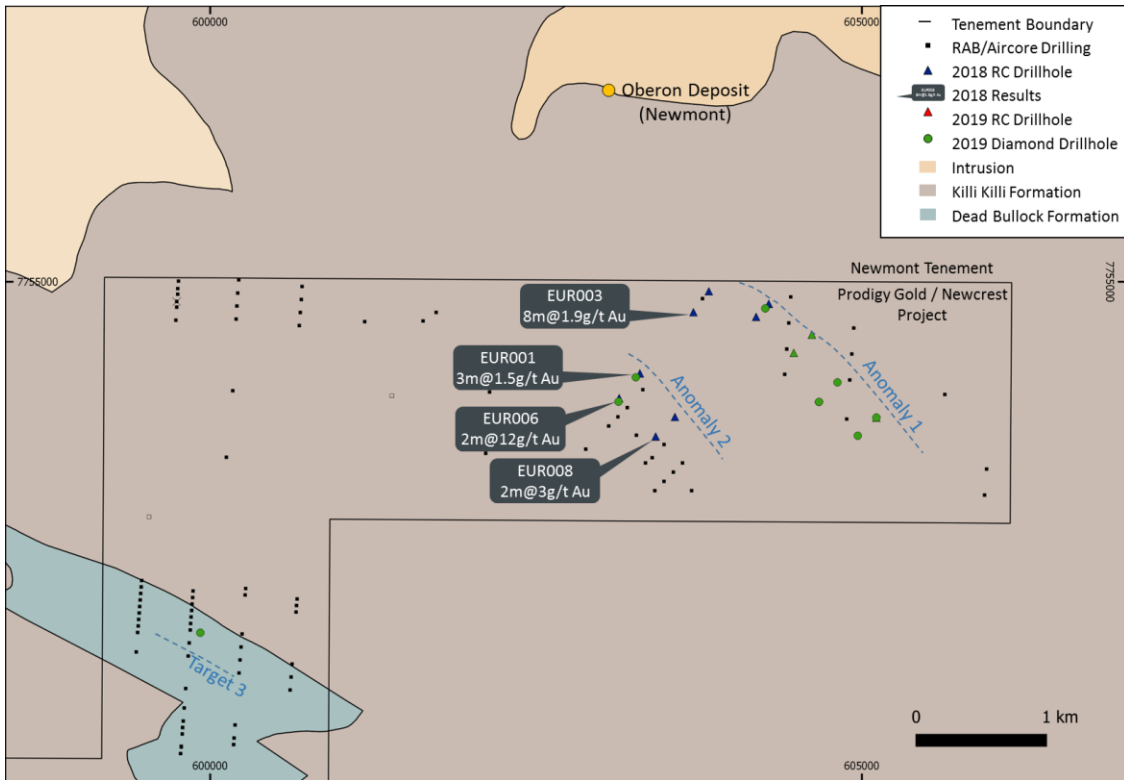 600000
605000
Tenement Boundary
RAB/Aircore Drilling
2018 RC Drillhole
2018 Results
2019 RC Drillhole
2019 Diamond Drillhole
Intrusion
Killi Killi Formation
Dead Bullock Formation
Oberon Deposit
(Newmont)
7755000
7755000
Newmont Tenement
Prodigy Gold / Newcrest
Project
EUR003
8m@1.9g/t Au
EUR001
3m@1.5g/t Au
EUR006
2m@12g/t Au
EUR008
2m@3g/t Au
Anomaly 1
Anomaly 2
Target 3
0 1 km
600000
605000